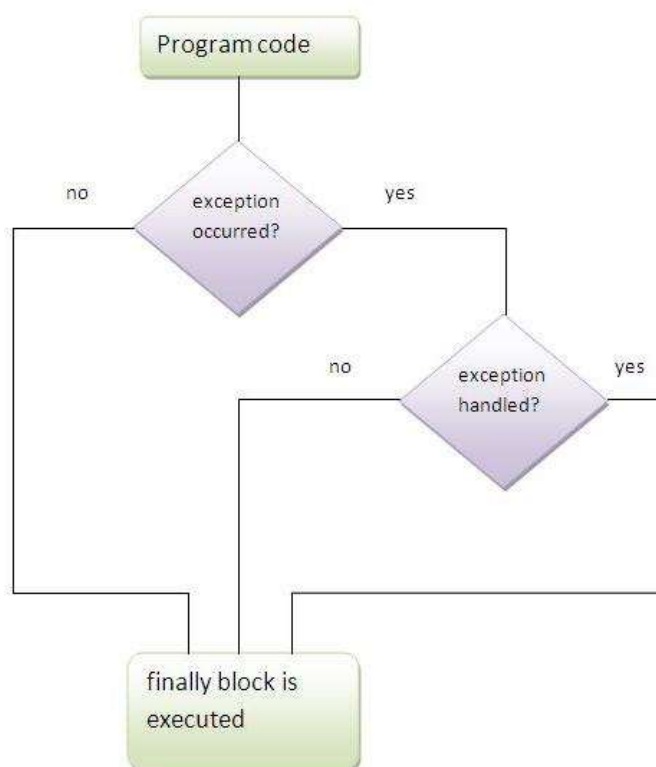 Program code
no
yes
exception
occurred?
no
yes
exception
handled?
finally block is
executed